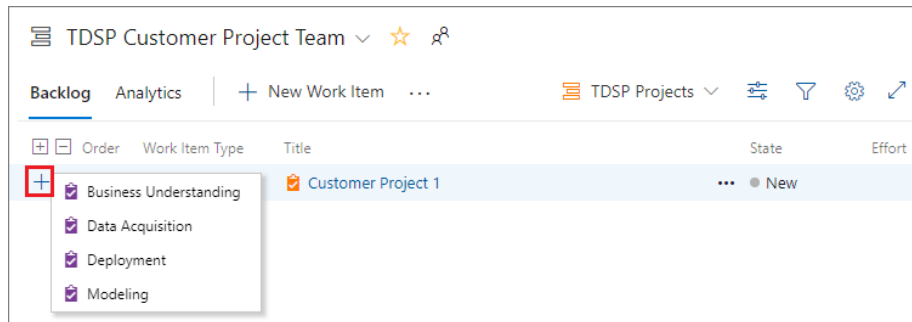 TDSP Customer Project Team
Backlog Analytics + New Work Item ... TDSP Projects
Order Work Item Type Title State Effort
Customer Project 1 ... New
Business Understanding
Data Acquisition
Deployment
Modeling